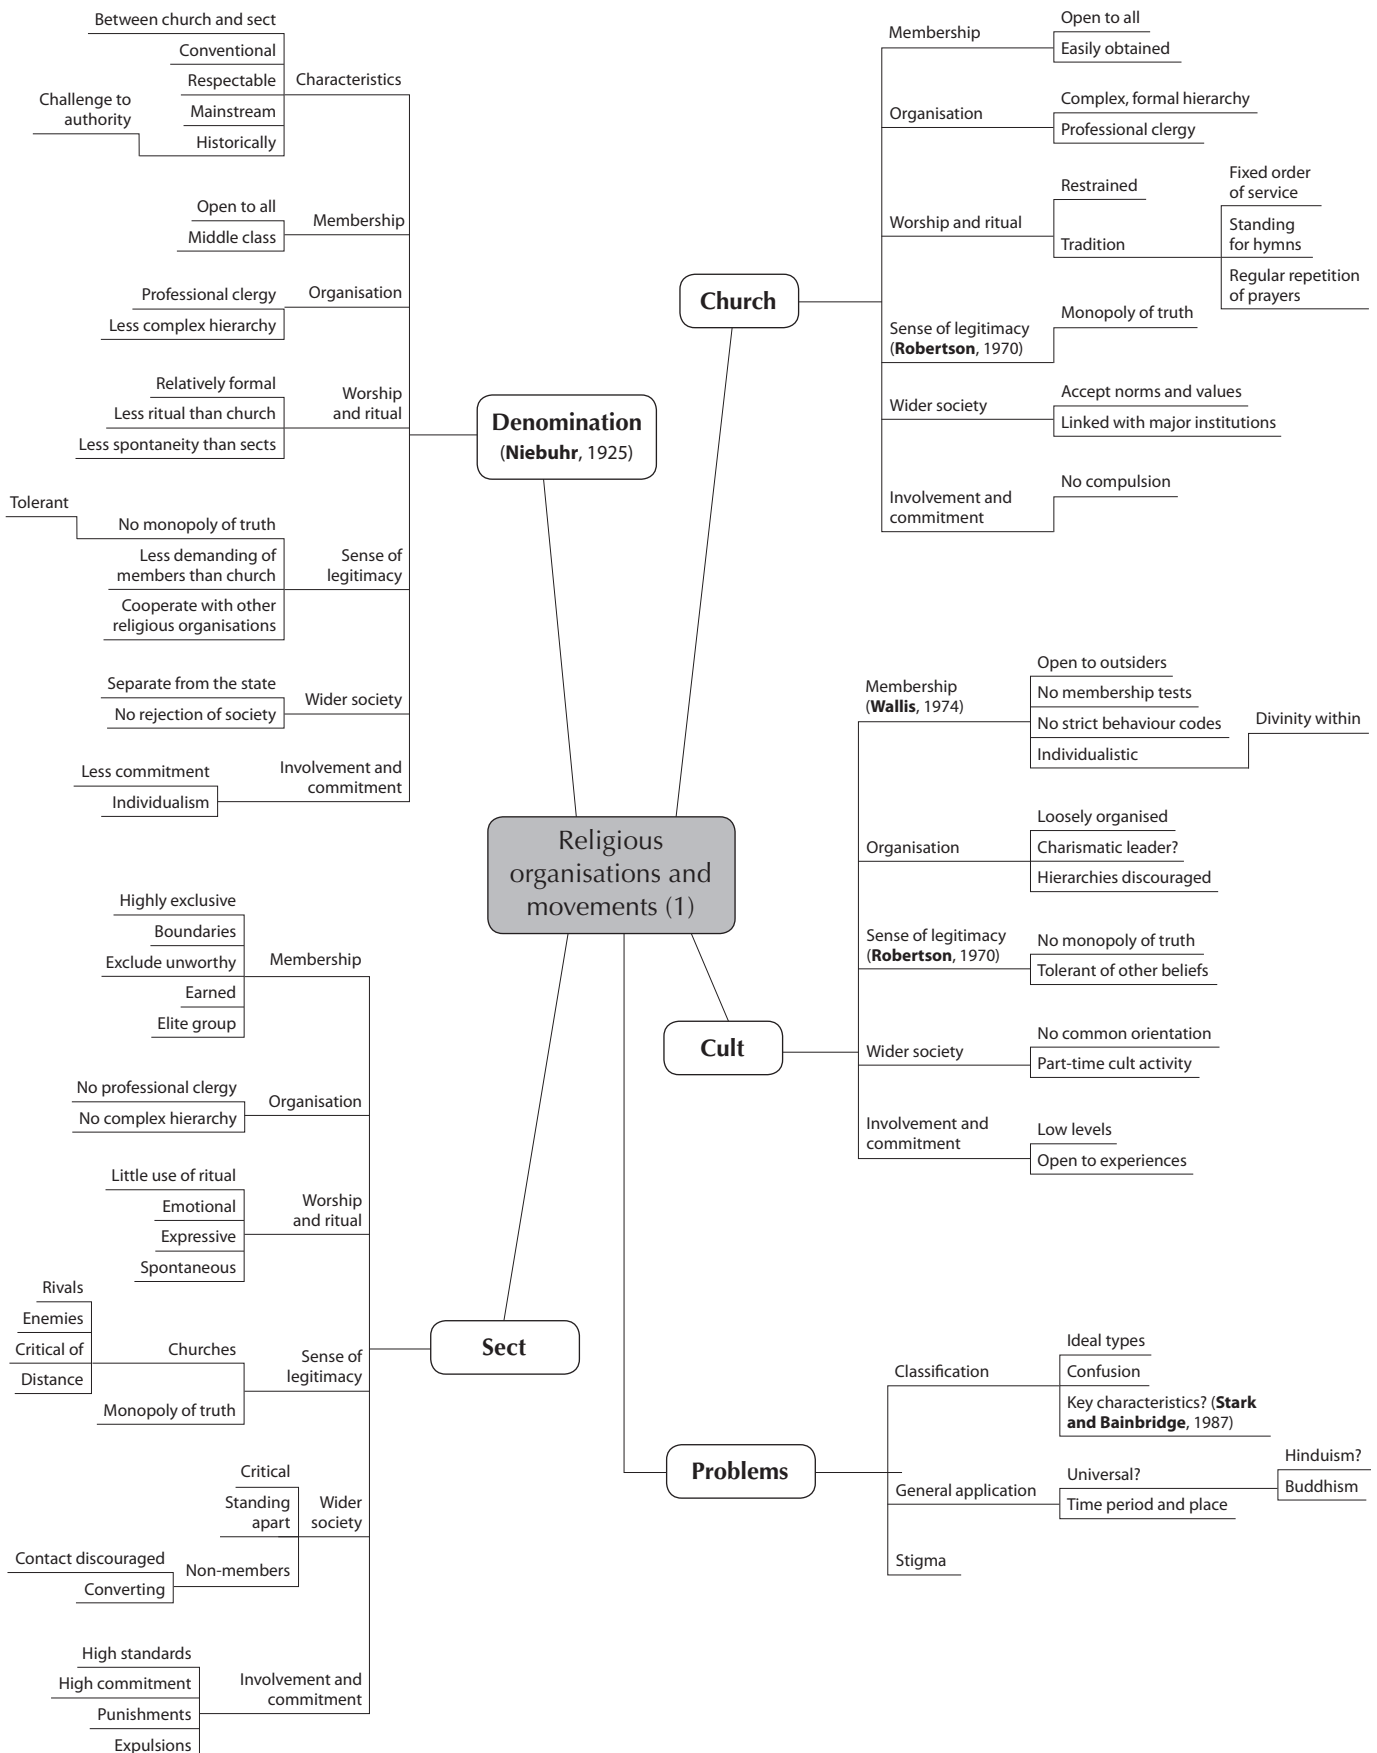 Between church and sect
Conventional
Respectable
Mainstream
Historically
Challenge to
authority
Characteristics
Open to all
Middle class
Membership
Professional clergy
Less complex hierarchy
Organisation
Relatively formal
Less ritual than church
Less spontaneity than sects
Worship
and ritual
Tolerant
No monopoly of truth
Less demanding of
members than church
Cooperate with other
religious organisations
Sense of
legitimacy
Separate from the state
No rejection of society
Wider society
Less commitment
Individualism
Involvement and
commitment
Denomination
(Niebuhr, 1925)
Church
Membership
Open to all
Easily obtained
Organisation
Complex, formal hierarchy
Professional clergy
Worship and ritual
Restrained
Tradition
Fixed order
of service
Standing
for hymns
Regular repetition
of prayers
Sense of legitimacy
(Robertson, 1970)
Monopoly of truth
Wider society
Accept norms and values
Linked with major institutions
Involvement and
commitment
No compulsion
Religious
organisations and
movements (1)
Highly exclusive
Boundaries
Exclude unworthy
Earned
Elite group
Membership
No professional clergy
No complex hierarchy
Organisation
Little use of ritual
Emotional
Expressive
Spontaneous
Worship
and ritual
Rivals
Enemies
Critical of
Distance
Churches
Monopoly of truth
Sense of
legitimacy
Critical
Standing
apart
Wider
society
Contact discouraged
Converting
Non-members
High standards
High commitment
Punishments
Expulsions
Involvement and
commitment
Sect
Cult
Membership
(Wallis, 1974)
Open to outsiders
No membership tests
No strict behaviour codes
Individualistic
Divinity within
Organisation
Loosely organised
Charismatic leader?
Hierarchies discouraged
Sense of legitimacy
(Robertson, 1970)
No monopoly of truth
Tolerant of other beliefs
Wider society
No common orientation
Part-time cult activity
Involvement and
commitment
Low levels
Open to experiences
Problems
Classification
Ideal types
Confusion
Key characteristics? (Stark
and Bainbridge, 1987)
General application
Universal?
Time period and place
Hinduism?
Buddhism
Stigma